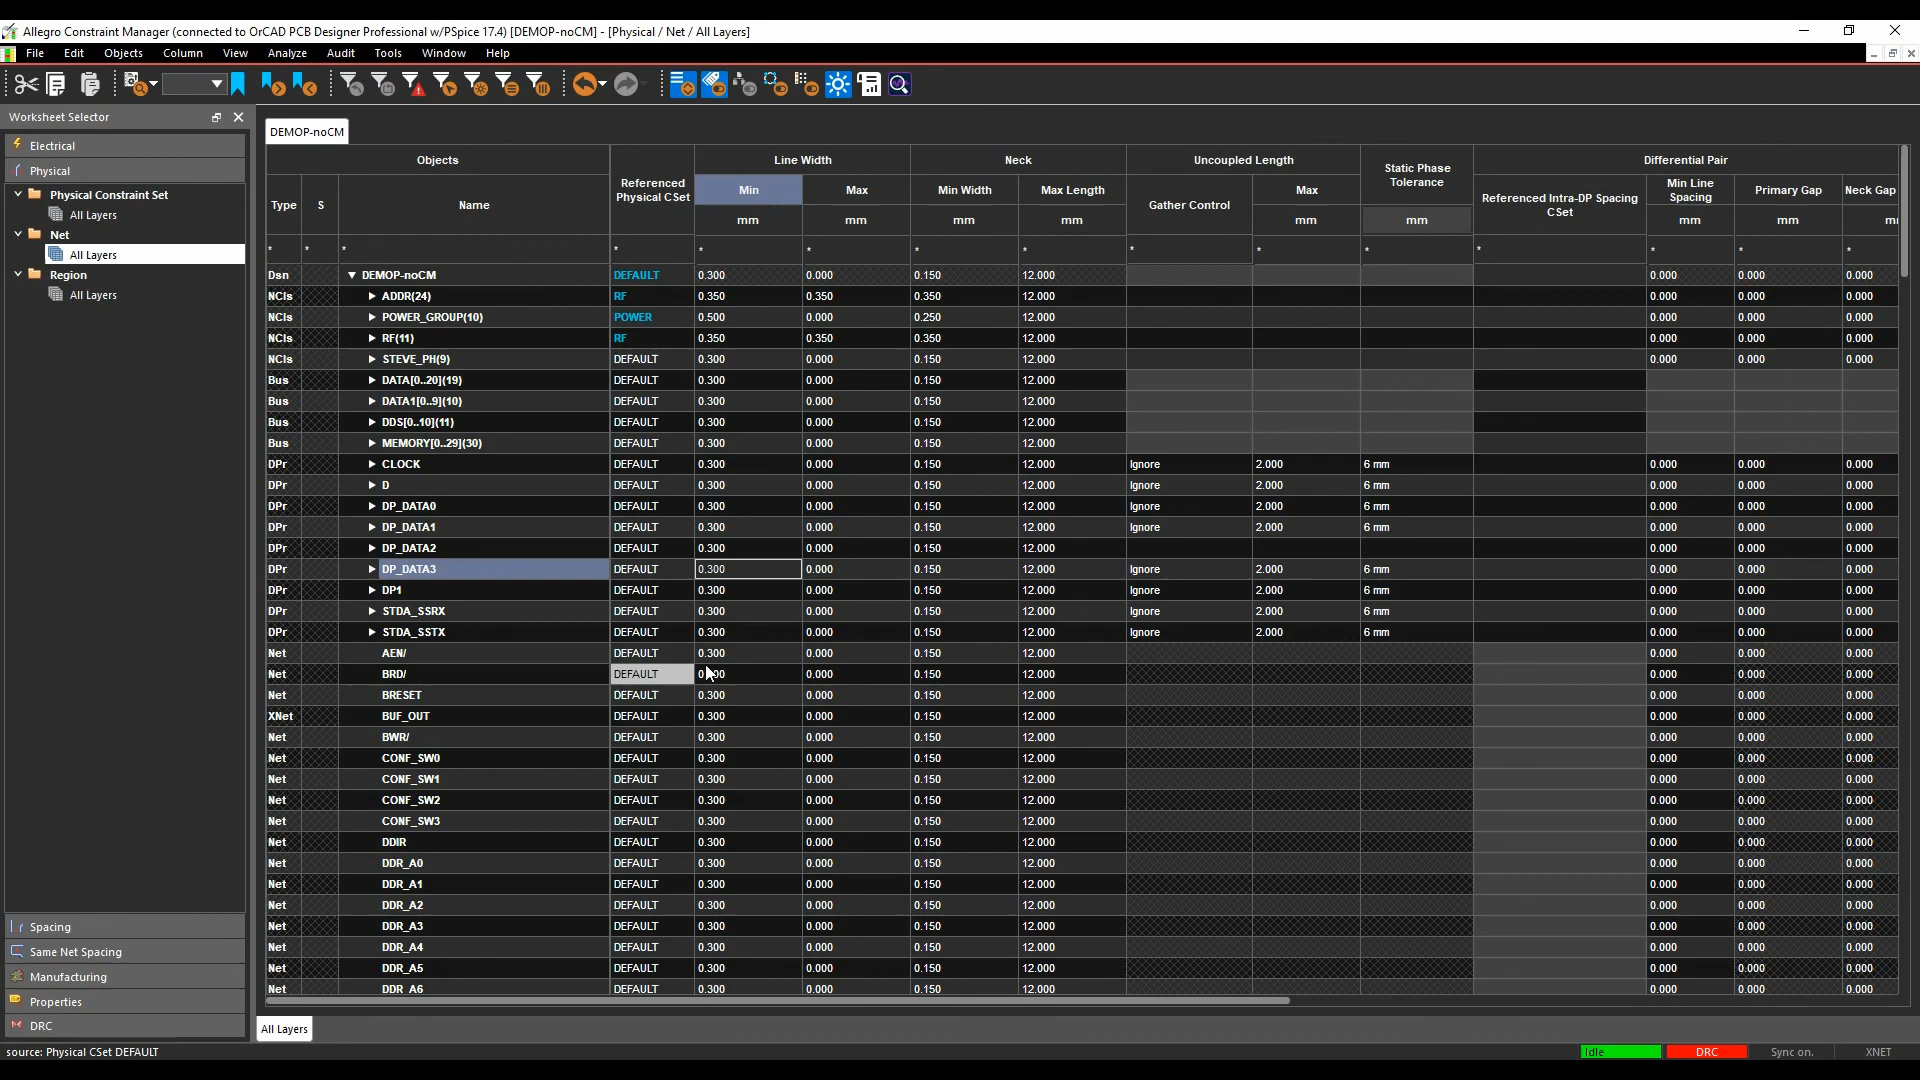 Allegro Constraint Manager (connected to OrCAD PCB Designer Professional w/PSpice 17.4) [DEMOP-noCM] - [Physical / Net / All Layers]
File Edit Objects Column View Analyze Audit Tools Window Help
Worksheet Selector
Electrical
Physical
Physical Constraint Set
All Layers
Net
All Layers
Region
All Layers
Spacing
Same Net Spacing
Manufacturing
Properties
DRC
DEMOP-noCM
Objects Line Width Neck Uncoupled Length Static Phase Tolerance Differential Pair
Type S Name Referenced Physical CSet Min Max Min Width Max Length Gather Control Max Referenced Intra-DP Spacing CSet Min Line Spacing Primary Gap Neck Gap
mm mm mm mm mm mm mm mm
* * * * * * * * * * * * * * *
Dsn DEMOP-noCM DEFAULT 0.300 0.000 0.150 12.000 0.000 0.000 0.000
NCls ADDR(24) RF 0.350 0.350 0.350 12.000 0.000 0.000 0.000
NCls POWER_GROUP(10) POWER 0.500 0.000 0.250 12.000 0.000 0.000 0.000
NCls RF(11) RF 0.350 0.350 0.350 12.000 0.000 0.000 0.000
NCls STEVE_PH(9) DEFAULT 0.300 0.000 0.150 12.000 0.000 0.000 0.000
Bus DATA[0..20](19) DEFAULT 0.300 0.000 0.150 12.000
Bus DATA1[0..9](10) DEFAULT 0.300 0.000 0.150 12.000
Bus DDS[0..10](11) DEFAULT 0.300 0.000 0.150 12.000
Bus MEMORY[0..29](30) DEFAULT 0.300 0.000 0.150 12.000
DPr CLOCK DEFAULT 0.300 0.000 0.150 12.000 Ignore 2.000 6 mm 0.000 0.000 0.000
DPr D DEFAULT 0.300 0.000 0.150 12.000 Ignore 2.000 6 mm 0.000 0.000 0.000
DPr DP_DATA0 DEFAULT 0.300 0.000 0.150 12.000 Ignore 2.000 6 mm 0.000 0.000 0.000
DPr DP_DATA1 DEFAULT 0.300 0.000 0.150 12.000 Ignore 2.000 6 mm 0.000 0.000 0.000
DPr DP_DATA2 DEFAULT 0.300 0.000 0.150 12.000 0.000 0.000 0.000
DPr DP_DATA3 DEFAULT 0.300 0.000 0.150 12.000 Ignore 2.000 6 mm 0.000 0.000 0.000
DPr DP1 DEFAULT 0.300 0.000 0.150 12.000 Ignore 2.000 6 mm 0.000 0.000 0.000
DPr STDA_SSRX DEFAULT 0.300 0.000 0.150 12.000 Ignore 2.000 6 mm 0.000 0.000 0.000
DPr STDA_SSTX DEFAULT 0.300 0.000 0.150 12.000 Ignore 2.000 6 mm 0.000 0.000 0.000
Net AEN/ DEFAULT 0.300 0.000 0.150 12.000 0.000 0.000 0.000
Net BRD/ DEFAULT 0.000 0.150 12.000 0.000 0.000 0.000
Net BRESET DEFAULT 0.300 0.000 0.150 12.000 0.000 0.000 0.000
XNet BUF_OUT DEFAULT 0.300 0.000 0.150 12.000 0.000 0.000 0.000
Net BWR/ DEFAULT 0.300 0.000 0.150 12.000 0.000 0.000 0.000
Net CONF_SW0 DEFAULT 0.300 0.000 0.150 12.000 0.000 0.000 0.000
Net CONF_SW1 DEFAULT 0.300 0.000 0.150 12.000 0.000 0.000 0.000
Net CONF_SW2 DEFAULT 0.300 0.000 0.150 12.000 0.000 0.000 0.000
Net CONF_SW3 DEFAULT 0.300 0.000 0.150 12.000 0.000 0.000 0.000
Net DDIR DEFAULT 0.300 0.000 0.150 12.000 0.000 0.000 0.000
Net DDR_A0 DEFAULT 0.300 0.000 0.150 12.000 0.000 0.000 0.000
Net DDR_A1 DEFAULT 0.300 0.000 0.150 12.000 0.000 0.000 0.000
Net DDR_A2 DEFAULT 0.300 0.000 0.150 12.000 0.000 0.000 0.000
Net DDR_A3 DEFAULT 0.300 0.000 0.150 12.000 0.000 0.000 0.000
Net DDR_A4 DEFAULT 0.300 0.000 0.150 12.000 0.000 0.000 0.000
Net DDR_A5 DEFAULT 0.300 0.000 0.150 12.000 0.000 0.000 0.000
Net DDR_A6 DEFAULT 0.300 0.000 0.150 12.000 0.000 0.000 0.000
All Layers
source: Physical CSet DEFAULT
Idle DRC Sync on. XNET